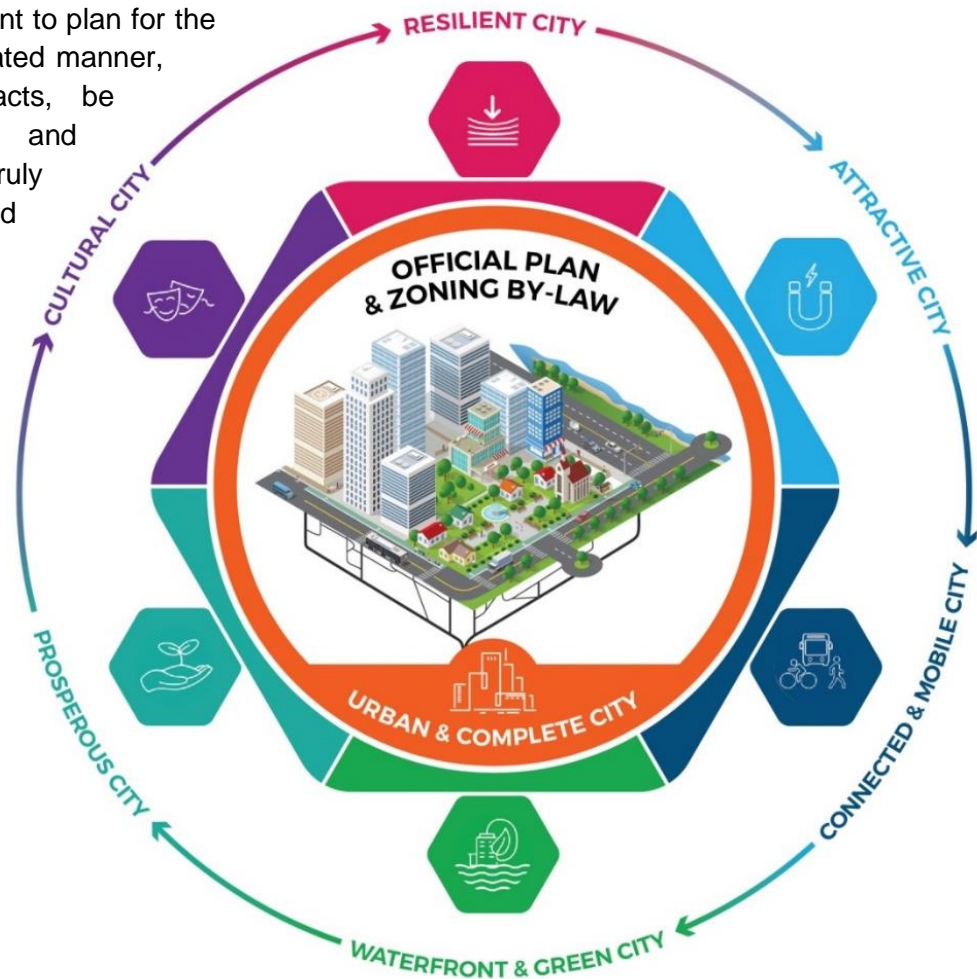 nt to plan for the
ated manner,
acts, be
and
ruly
d
RESILIENT CITY
ATTRACTIVE CITY
CONNECTED & MOBILE CITY
WATERFRONT & GREEN CITY
PROSPEROUS CITY
CULTURAL CITY
OFFICIAL PLAN
& ZONING BY-LAW
URBAN & COMPLETE CITY